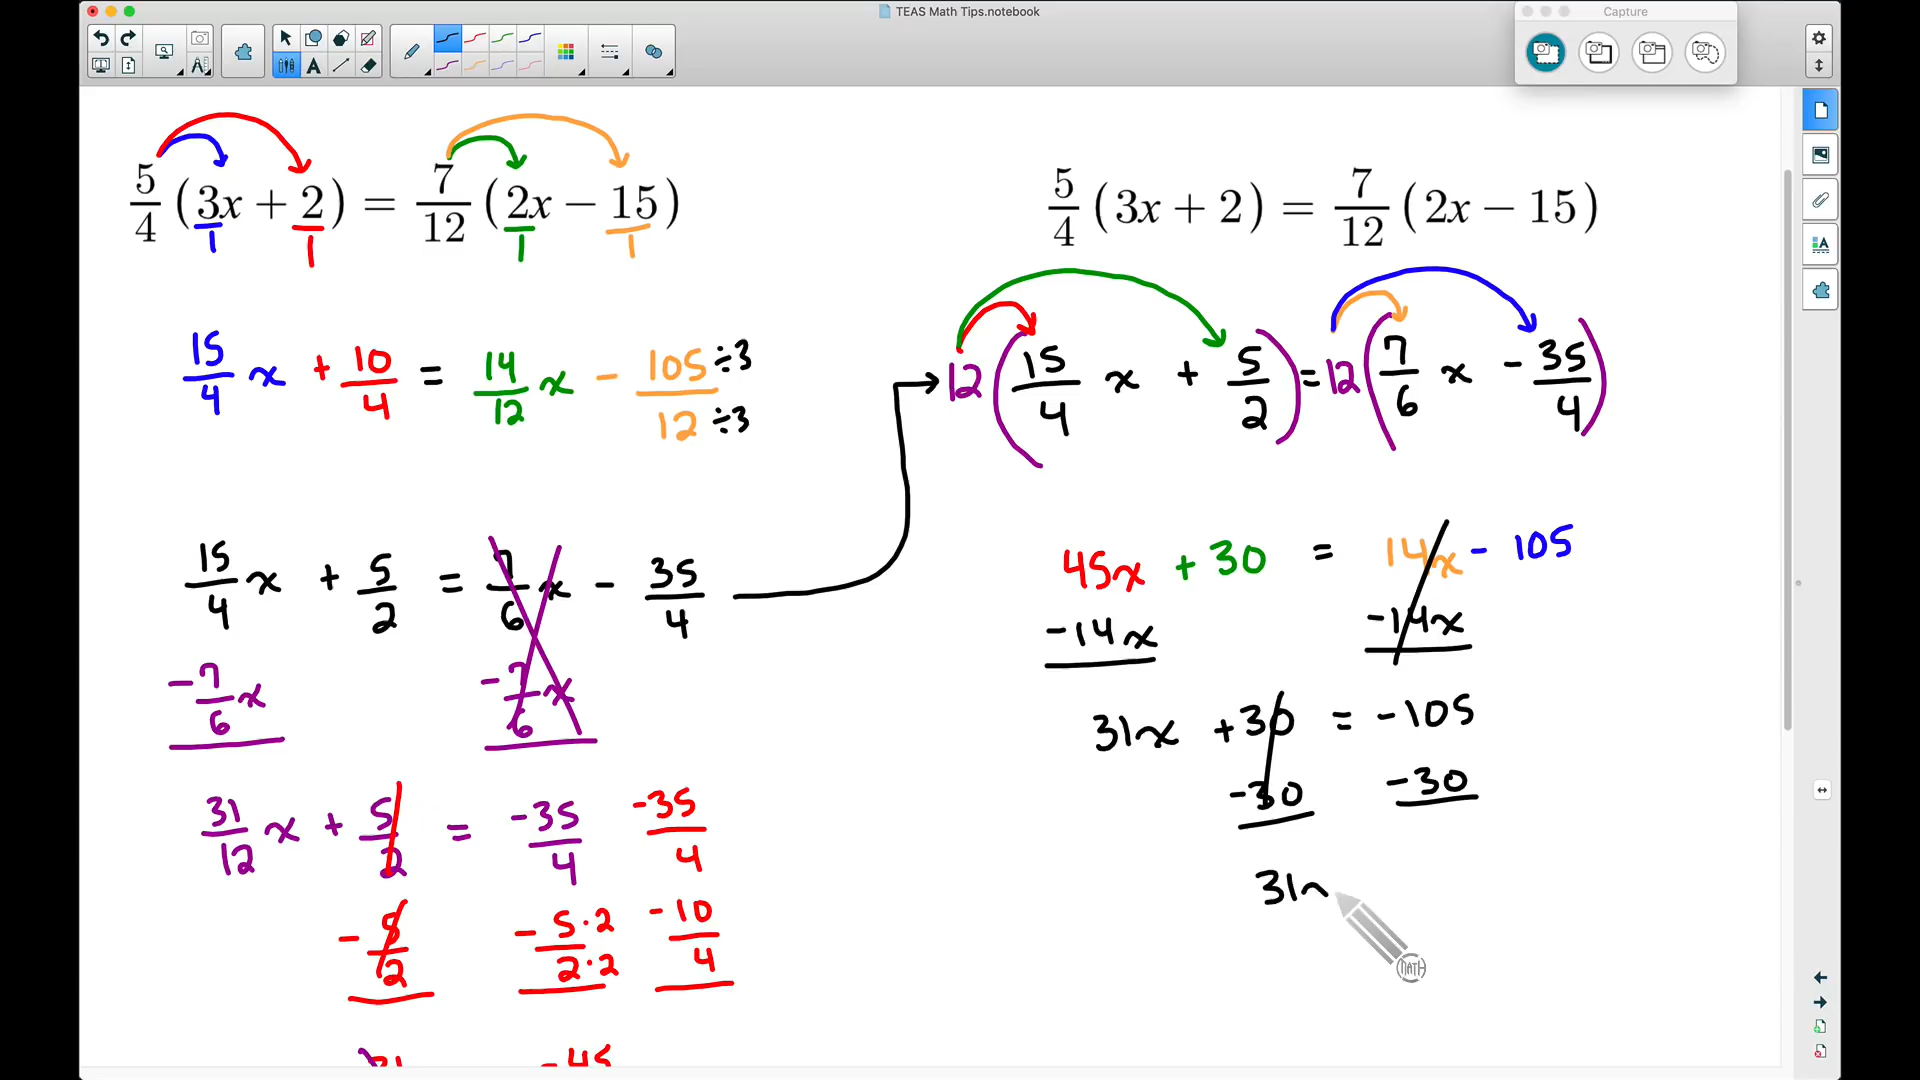 TEAS Math Tips.notebook
Capture
5/4 (3x + 2) = 7/12 (2x − 15)
1 1 1 1
15/4 x + 10/4 = 14/12 x − 105/12 ÷3 ÷3
15/4 x + 5/2 = 7/6 x − 35/4
−7/6 x −7/6 x
31/12 x + 5/2 = −35/4 −35/4
−5/2 −5·2/2·2 −10/4
−45
5/4 (3x + 2) = 7/12 (2x − 15)
12 (15/4 x + 5/2) = 12 (7/6 x − 35/4)
45x + 30 = 14x − 105
−14x −14x
31x + 30 = −105
−30 −30
31x
MATH